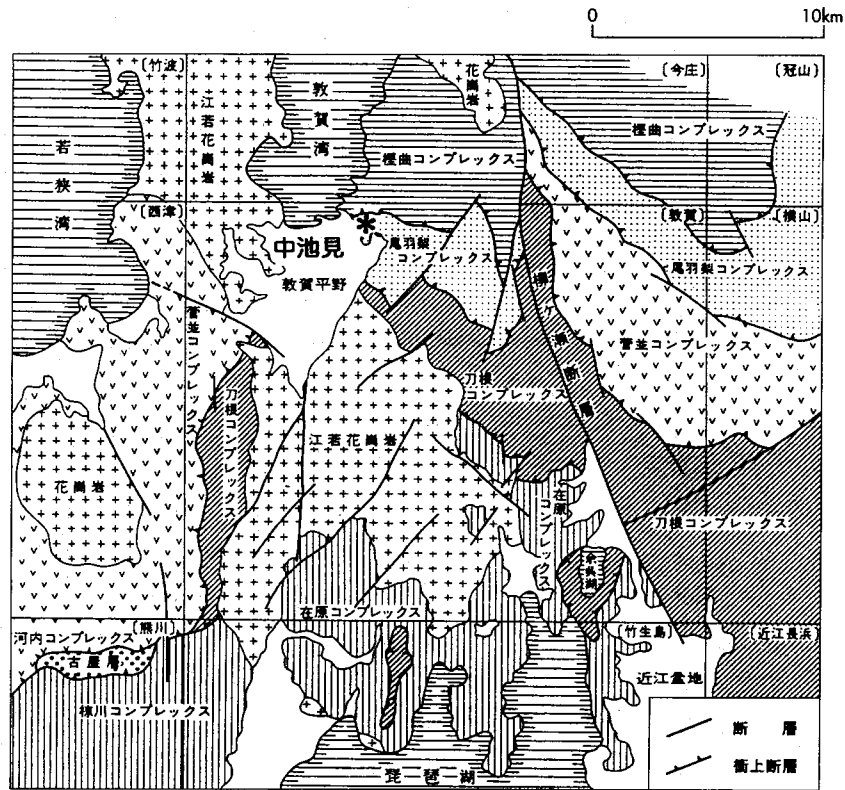 0 10km
〔竹波〕
〔今庄〕
〔冠山〕
花崗岩
江若花崗岩
敦賀湾
若狭湾
樫曲コンプレックス
樫曲コンプレックス
〔西津〕
〔敦賀〕
〔横山〕
中池見
尾羽梨
コンプレックス
尾羽梨コンプレックス
敦賀平野
柳ヶ瀬断層
菅並コンプレックス
菅並コンプレックス
刀根
コンプレックス
刀根コンプレックス
江若花崗岩
花崗岩
在原
コンプレックス
刀根コンプレックス
余呉湖
在原コンプレックス
〔熊川〕
〔竹生島〕
〔近江長浜〕
河内コンプレックス
古屋層
近江盆地
椋川コンプレックス
断層
衝上断層
琵琶湖